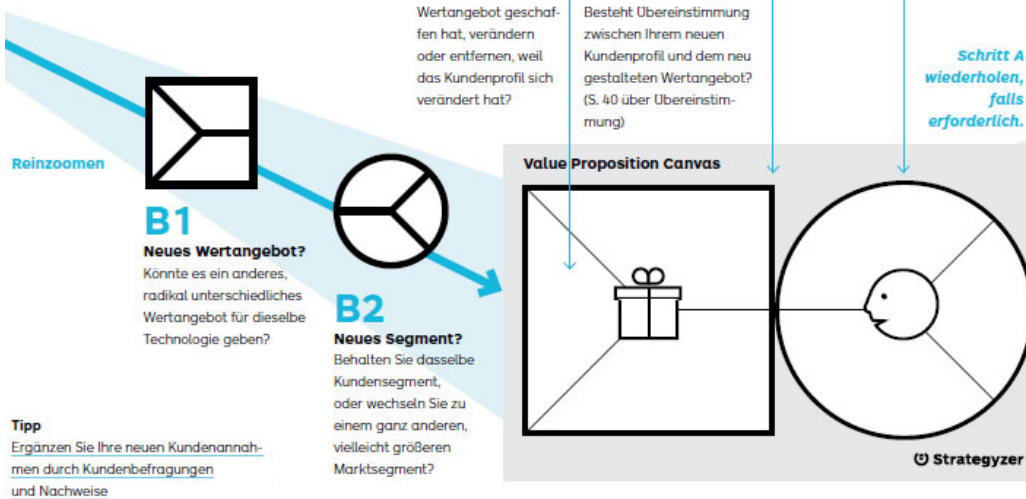 Wertangebot geschaf-
fen hat, verändern
oder entfernen, weil
das Kundenprofil sich
verändert hat?
Besteht Übereinstimmung
zwischen Ihrem neuen
Kundenprofil und dem neu
gestalteten Wertangebot?
(S. 40 über Übereinstim-
mung)
Schritt A
wiederholen,
falls
erforderlich.
Reinzoomen
B1
Neues Wertangebot?
Könnte es ein anderes,
radikal unterschiedliches
Wertangebot für dieselbe
Technologie geben?
B2
Neues Segment?
Behalten Sie dasselbe
Kundensegment,
oder wechseln Sie zu
einem ganz anderen,
vielleicht größeren
Marktsegment?
Value Proposition Canvas
Strategyzer
Tipp
Ergänzen Sie Ihre neuen Kundenannah-
men durch Kundenbefragungen
und Nachweise